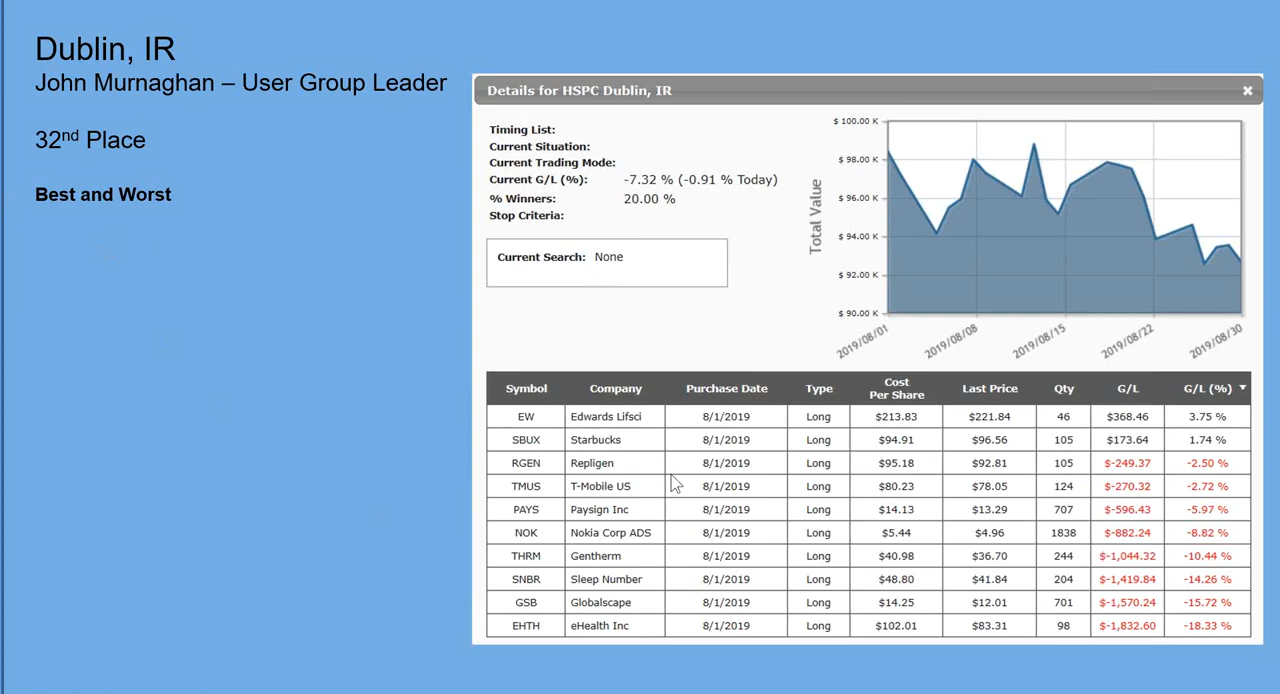 Dublin, IR
John Murnaghan – User Group Leader
32nd Place
Best and Worst
Details for HSPC Dublin, IR ×
Timing List:
Current Situation:
Current Trading Mode:
Current G/L (%): -7.32 % (-0.91 % Today)
% Winners: 20.00 %
Stop Criteria:
Current Search: None
Total Value
$ 100.00 K
$ 98.00 K
$ 96.00 K
$ 94.00 K
$ 92.00 K
$ 90.00 K
2019/08/01 2019/08/08 2019/08/15 2019/08/22 2019/08/30
Symbol Company Purchase Date Type Cost Per Share Last Price Qty G/L G/L (%)
EW Edwards Lifsci 8/1/2019 Long $213.83 $221.84 46 $368.46 3.75 %
SBUX Starbucks 8/1/2019 Long $94.91 $96.56 105 $173.64 1.74 %
RGEN Repligen 8/1/2019 Long $95.18 $92.81 105 $-249.37 -2.50 %
TMUS T-Mobile US 8/1/2019 Long $80.23 $78.05 124 $-270.32 -2.72 %
PAYS Paysign Inc 8/1/2019 Long $14.13 $13.29 707 $-596.43 -5.97 %
NOK Nokia Corp ADS 8/1/2019 Long $5.44 $4.96 1838 $-882.24 -8.82 %
THRM Gentherm 8/1/2019 Long $40.98 $36.70 244 $-1,044.32 -10.44 %
SNBR Sleep Number 8/1/2019 Long $48.80 $41.84 204 $-1,419.84 -14.26 %
GSB Globalscape 8/1/2019 Long $14.25 $12.01 701 $-1,570.24 -15.72 %
EHTH eHealth Inc 8/1/2019 Long $102.01 $83.31 98 $-1,832.60 -18.33 %